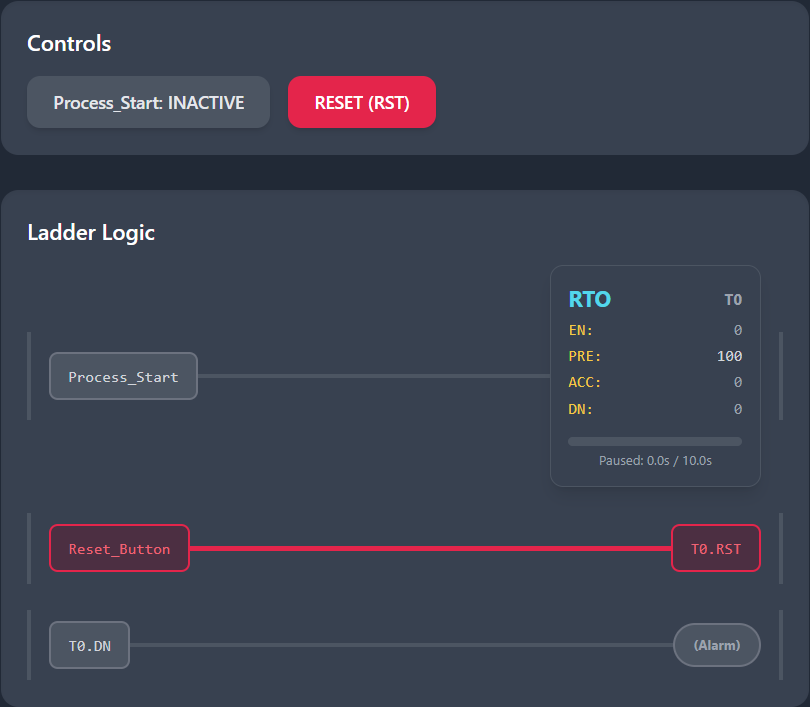 Controls
Process_Start: INACTIVE
RESET (RST)
Ladder Logic
RTO T0
EN: 0
PRE: 100
ACC: 0
DN: 0
Paused: 0.0s / 10.0s
Process_Start
Reset_Button
T0.RST
T0.DN
(Alarm)